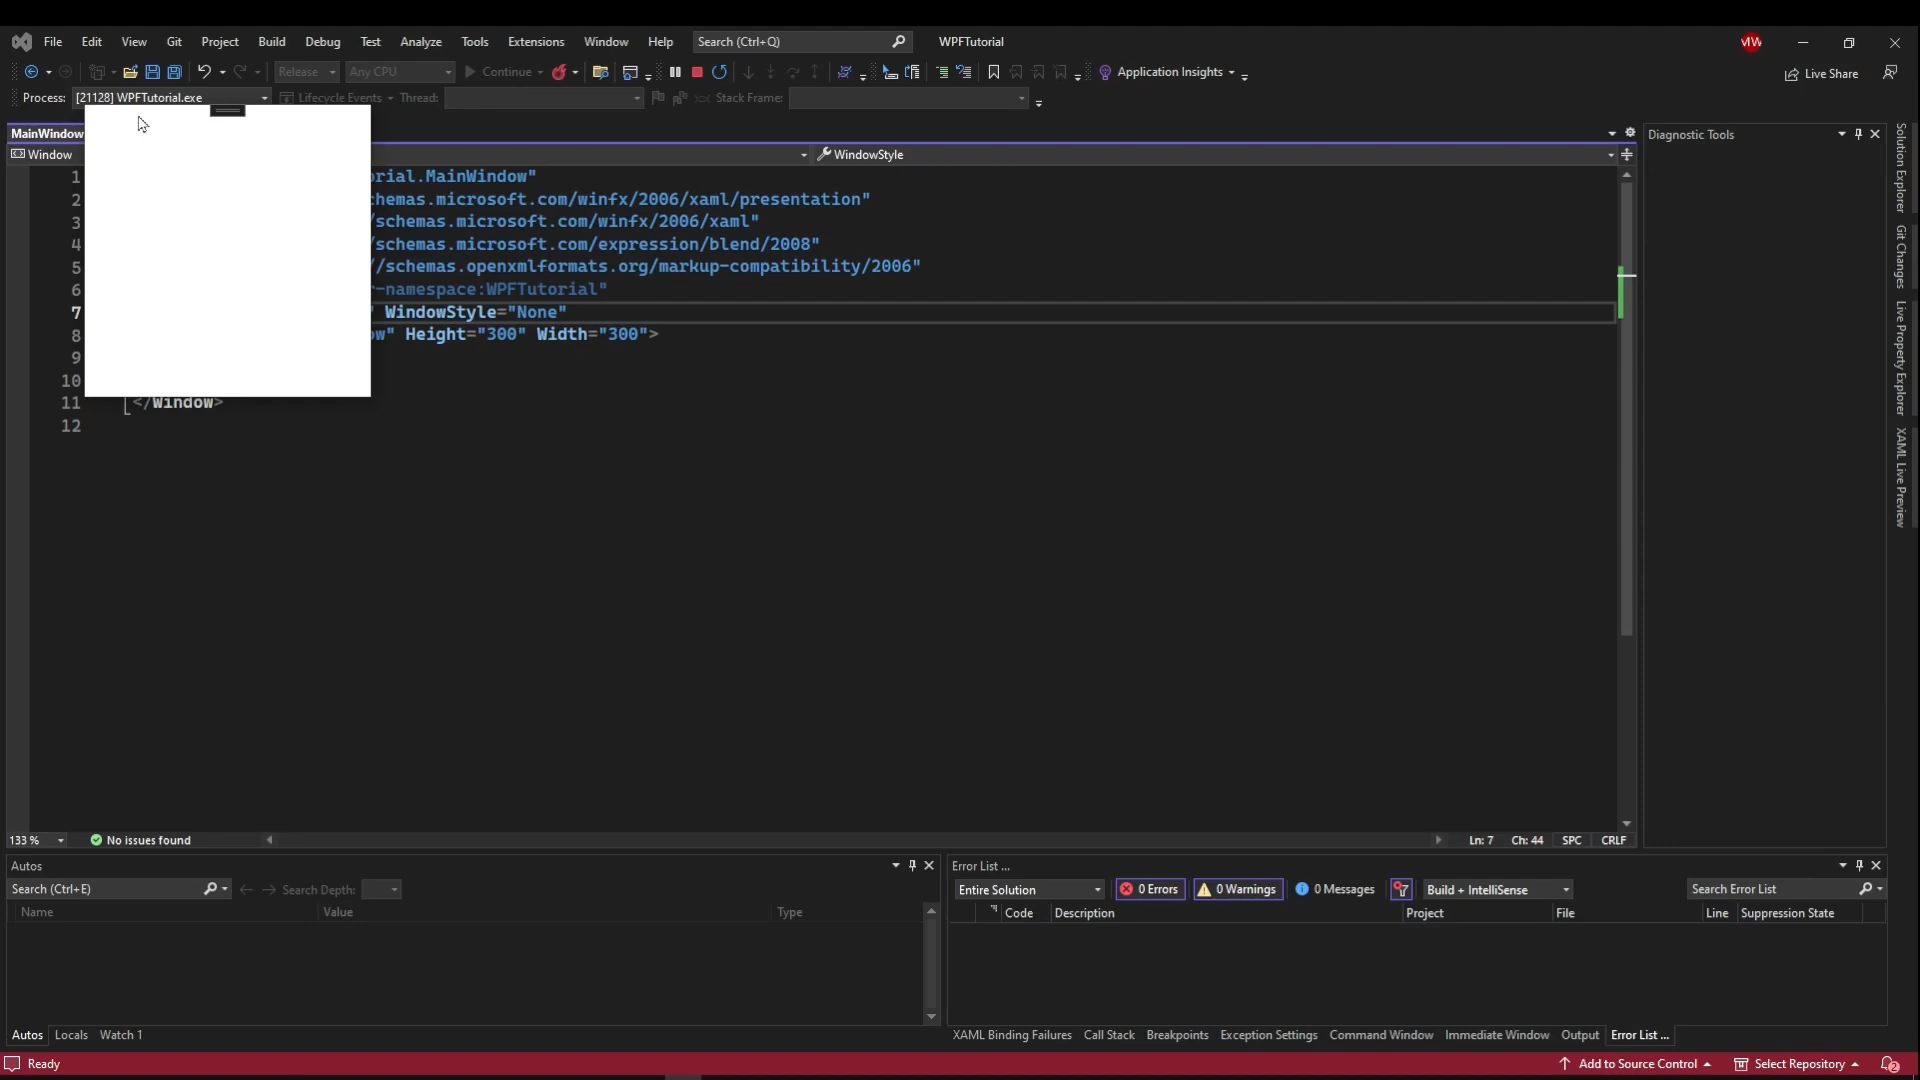 File Edit View Git Project Build Debug Test Analyze Tools Extensions Window Help Search (Ctrl+Q) WPFTutorial MW
Release Any CPU Continue Application Insights Live Share
Process: [21128] WPFTutorial.exe Lifecycle Events Thread: Stack Frame:
MainWindow Diagnostic Tools
Window WindowStyle
1 orial.MainWindow"
2 chemas.microsoft.com/winfx/2006/xaml/presentation"
3 /schemas.microsoft.com/winfx/2006/xaml"
4 /schemas.microsoft.com/expression/blend/2008"
5 //schemas.openxmlformats.org/markup-compatibility/2006"
6 r-namespace:WPFTutorial"
7 " WindowStyle="None"
8 ow" Height="300" Width="300">
9
10
11 </Window>
12
Solution Explorer
Git Changes
Live Property Explorer
XAML Live Preview
133 % No issues found Ln: 7 Ch: 44 SPC CRLF
Autos
Search (Ctrl+E) Search Depth:
Name Value Type
Autos Locals Watch 1
Error List ...
Entire Solution 0 Errors 0 Warnings 0 Messages Build + IntelliSense Search Error List
Code Description Project File Line Suppression State
XAML Binding Failures Call Stack Breakpoints Exception Settings Command Window Immediate Window Output Error List ...
Ready Add to Source Control Select Repository 2